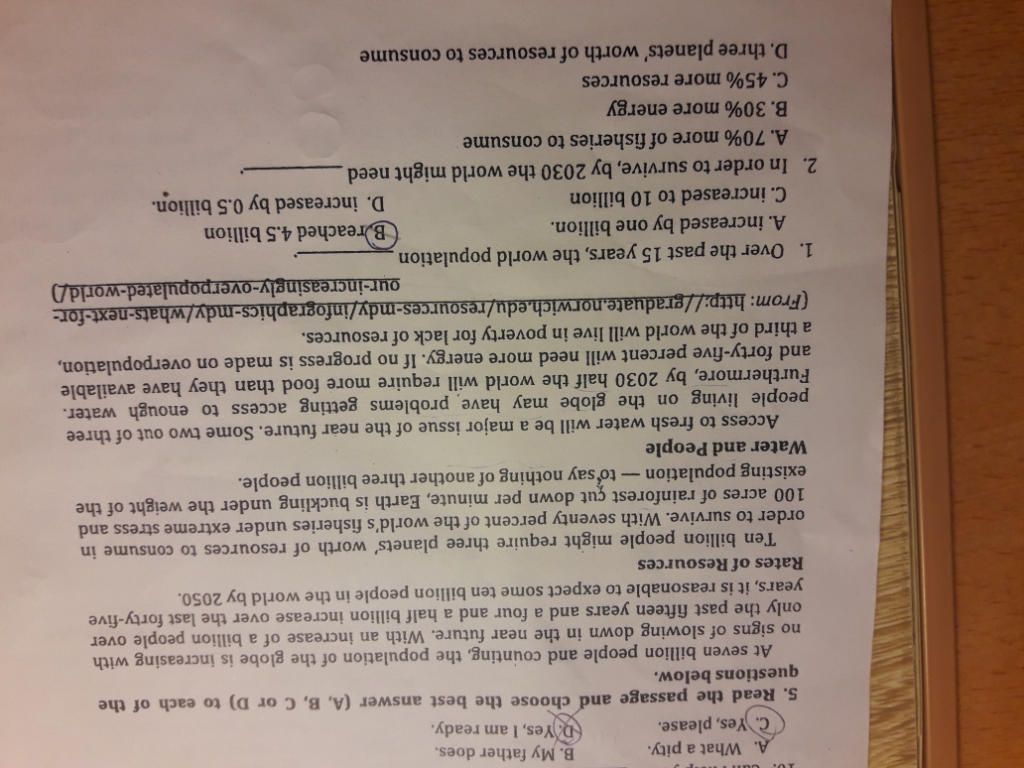 A. What a pity.
B. My father does.
C. Yes, please.
D. Yes, I am ready.
5. Read the passage and choose the best answer (A, B, C or D) to each of the
questions below.
At seven billion people and counting, the population of the globe is increasing with
no signs of slowing down in the near future. With an increase of a billion people over
only the past fifteen years and a four and a half billion increase over the last forty-five
years, it is reasonable to expect some ten billion people in the world by 2050.
Rates of Resources
Ten billion people might require three planets' worth of resources to consume in
order to survive. With seventy percent of the world's fisheries under extreme stress and
100 acres of rainforest cut down per minute, Earth is buckling under the weight of the
existing population — to say nothing of another three billion people.
Water and People
Access to fresh water will be a major issue of the near future. Some two out of three
people living on the globe may have problems getting access to enough water.
Furthermore, by 2030 half the world will require more food than they have available
and forty-five percent will need more energy. If no progress is made on overpopulation,
a third of the world will live in poverty for lack of resources.
(From: http://graduate.norwich.edu/resources-mdy/infographics-mdy/whats-next-for-
our-increasingly-overpopulated-world/)
1. Over the past 15 years, the world population __________.
A. increased by one billion.
B. reached 4.5 billion
C. increased to 10 billion
D. increased by 0.5 billion.
2. In order to survive, by 2030 the world might need __________.
A. 70% more of fisheries to consume
B. 30% more energy
C. 45% more resources
D. three planets' worth of resources to consume